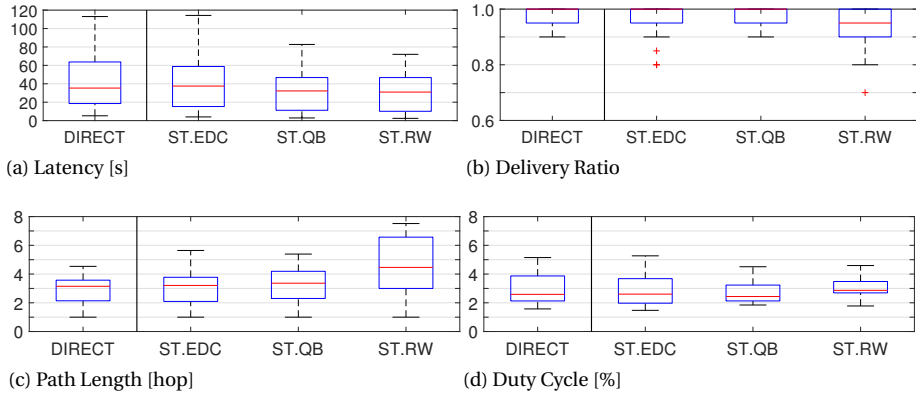 120
100
80
60
40
20
0
DIRECT ST.EDC ST.QB ST.RW
(a) Latency [s]
1.0
0.8
0.6
DIRECT ST.EDC ST.QB ST.RW
(b) Delivery Ratio
8
6
4
2
0
DIRECT ST.EDC ST.QB ST.RW
(c) Path Length [hop]
8
6
4
2
0
DIRECT ST.EDC ST.QB ST.RW
(d) Duty Cycle [%]